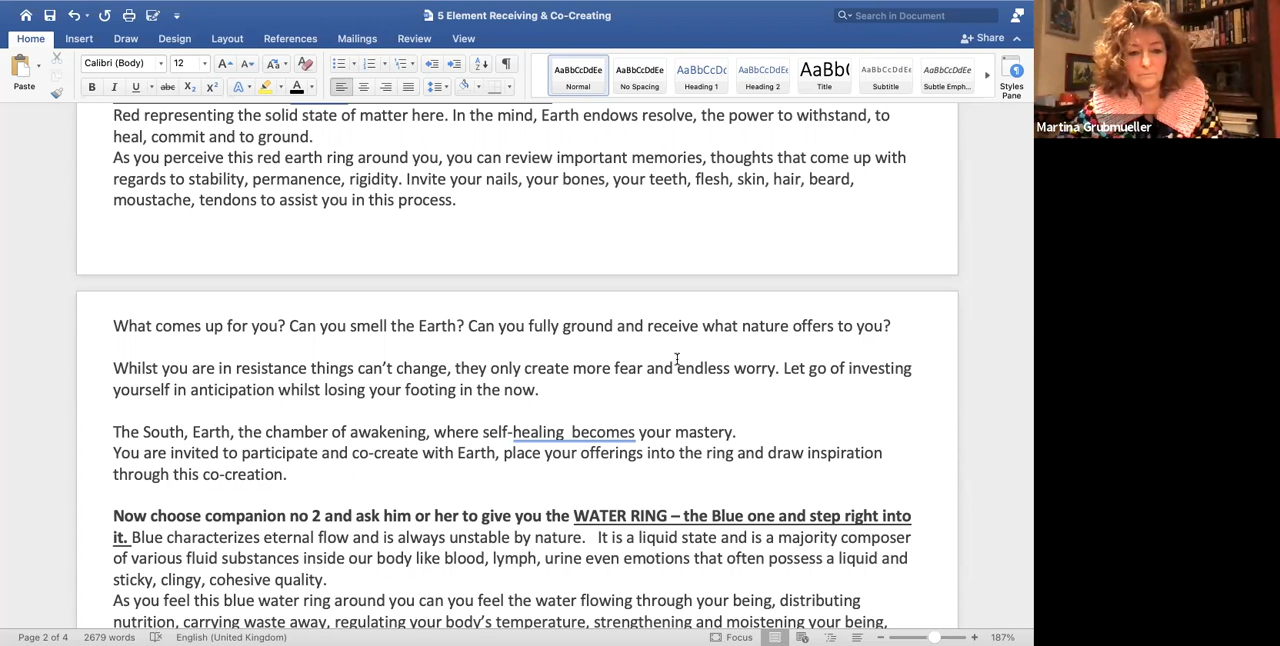 5 Element Receiving & Co-Creating
Search in Document
Home Insert Draw Design Layout References Mailings Review View
Share
Paste
Calibri (Body) 12
AaBbCcDdEe AaBbCcDdEe AaBbCcDc AaBbCcDdEe AaBb( AaBbCcDdEe AaBbCcDdEe
Normal No Spacing Heading 1 Heading 2 Title Subtitle Subtle Emph...
Styles
Pane
Martina Grubmueller
Red representing the solid state of matter here. In the mind, Earth endows resolve, the power to withstand, to
heal, commit and to ground.
As you perceive this red earth ring around you, you can review important memories, thoughts that come up with
regards to stability, permanence, rigidity. Invite your nails, your bones, your teeth, flesh, skin, hair, beard,
moustache, tendons to assist you in this process.
What comes up for you? Can you smell the Earth? Can you fully ground and receive what nature offers to you?
Whilst you are in resistance things can't change, they only create more fear and endless worry. Let go of investing
yourself in anticipation whilst losing your footing in the now.
The South, Earth, the chamber of awakening, where self-healing  becomes your mastery.
You are invited to participate and co-create with Earth, place your offerings into the ring and draw inspiration
through this co-creation.
Now choose companion no 2 and ask him or her to give you the WATER RING – the Blue one and step right into
it. Blue characterizes eternal flow and is always unstable by nature.   It is a liquid state and is a majority composer
of various fluid substances inside our body like blood, lymph, urine even emotions that often possess a liquid and
sticky, clingy, cohesive quality.
As you feel this blue water ring around you can you feel the water flowing through your being, distributing
nutrition, carrying waste away, regulating your body's temperature, strengthening and moistening your being,
Page 2 of 4 2679 words English (United Kingdom) Focus 187%